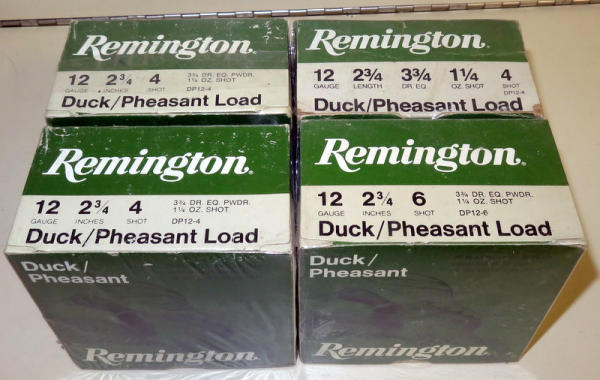 Remington
12 2¾ 4 3¾ DR. EQ. PWDR.
GAUGE INCHES SHOT 1¼ OZ. SHOT
DP12-4
Duck/Pheasant Load
Remington
12 2¾ 3¾ 1¼ 4
GAUGE LENGTH DR. EQ OZ. SHOT SHOT
DP12-4
Duck/Pheasant Load
Remington
12 2¾ 4 3¾ DR. EQ. PWDR.
1¼ OZ. SHOT
GAUGE INCHES SHOT DP12-4
Duck/Pheasant Load
Duck/
Pheasant
Remington
Remington
12 2¾ 6 3¾ DR. EQ. PWDR.
1¼ OZ. SHOT
GAUGE INCHES SHOT DP12-6
Duck/Pheasant Load
Duck/
Pheasant
Remington